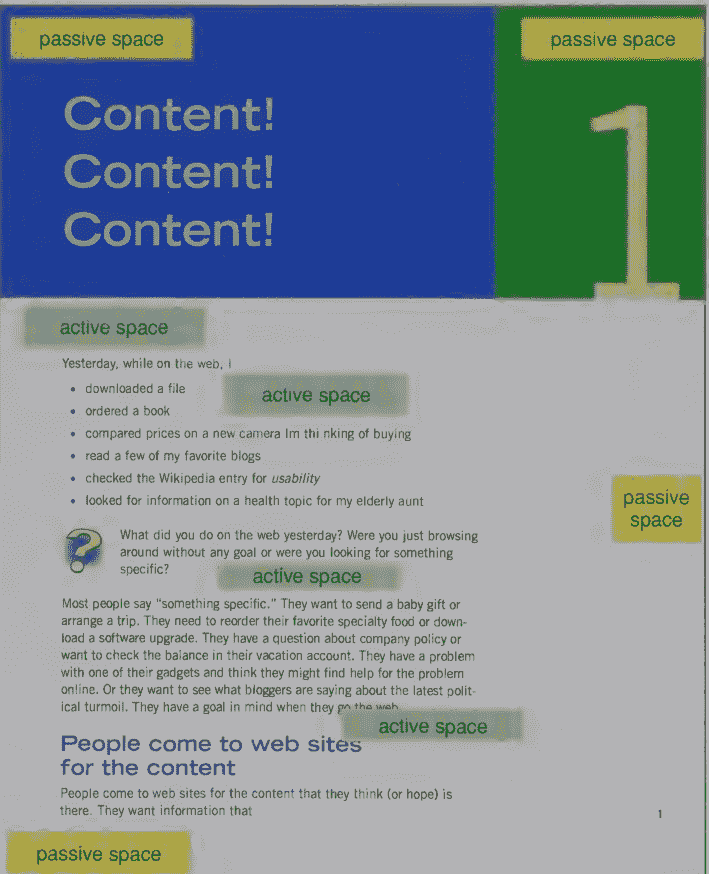 passive space
passive space
Content!
Content!
Content!
1
active space
Yesterday, while on the web, I
• downloaded a file
active space
• ordered a book
• compared prices on a new camera Im thi nking of buying
• read a few of my favorite blogs
• checked the Wikipedia entry for usability
• looked for information on a health topic for my elderly aunt
passive
space
?
What did you do on the web yesterday? Were you just browsing
around without any goal or were you looking for something
specific?
active space
Most people say “something specific.” They want to send a baby gift or
arrange a trip. They need to reorder their favorite specialty food or down-
load a software upgrade. They have a question about company policy or
want to check the balance in their vacation account. They have a problem
with one of their gadgets and think they might find help for the problem
online. Or they want to see what bloggers are saying about the latest polit-
ical turmoil. They have a goal in mind when they go the web
active space
People come to web sites
for the content
People come to web sites for the content that they think (or hope) is
there. They want information that
1
passive space